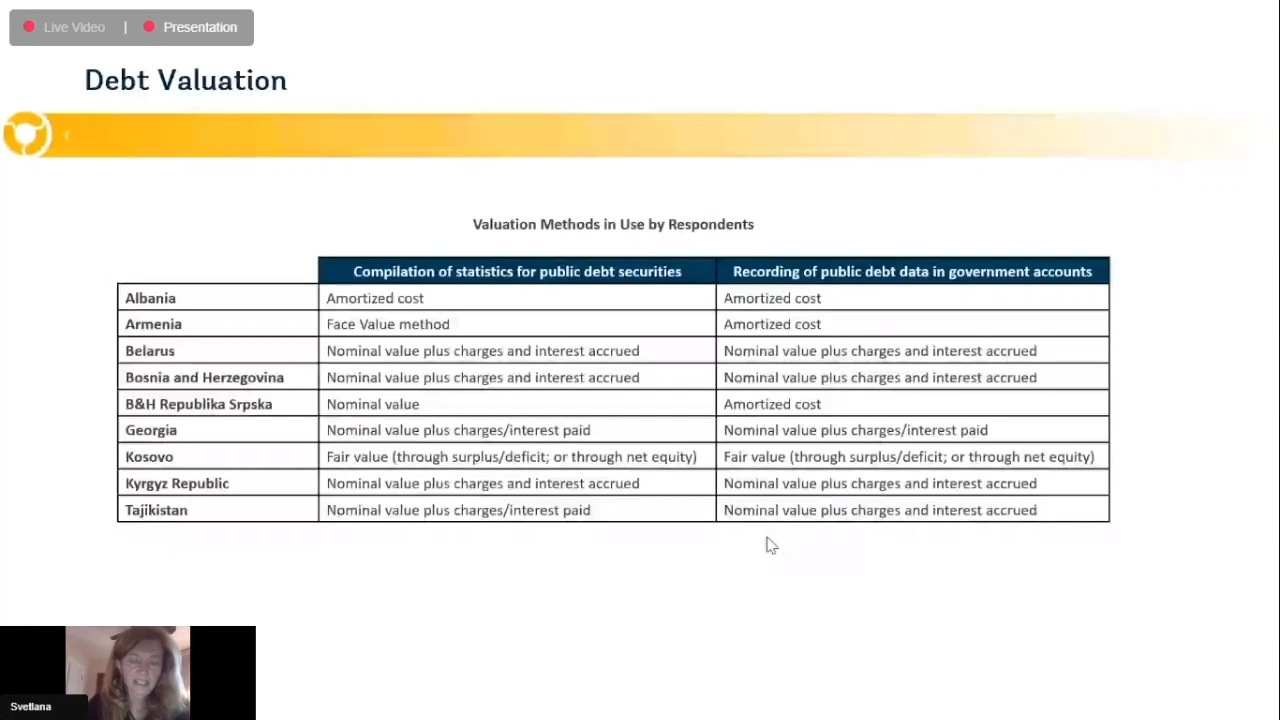 Live Video | Presentation
Debt Valuation
7
Valuation Methods in Use by Respondents
Compilation of statistics for public debt securities Recording of public debt data in government accounts
Albania Amortized cost Amortized cost
Armenia Face Value method Amortized cost
Belarus Nominal value plus charges and interest accrued Nominal value plus charges and interest accrued
Bosnia and Herzegovina Nominal value plus charges and interest accrued Nominal value plus charges and interest accrued
B&H Republika Srpska Nominal value Amortized cost
Georgia Nominal value plus charges/interest paid Nominal value plus charges/interest paid
Kosovo Fair value (through surplus/deficit; or through net equity) Fair value (through surplus/deficit; or through net equity)
Kyrgyz Republic Nominal value plus charges and interest accrued Nominal value plus charges and interest accrued
Tajikistan Nominal value plus charges/interest paid Nominal value plus charges and interest accrued
Svetlana